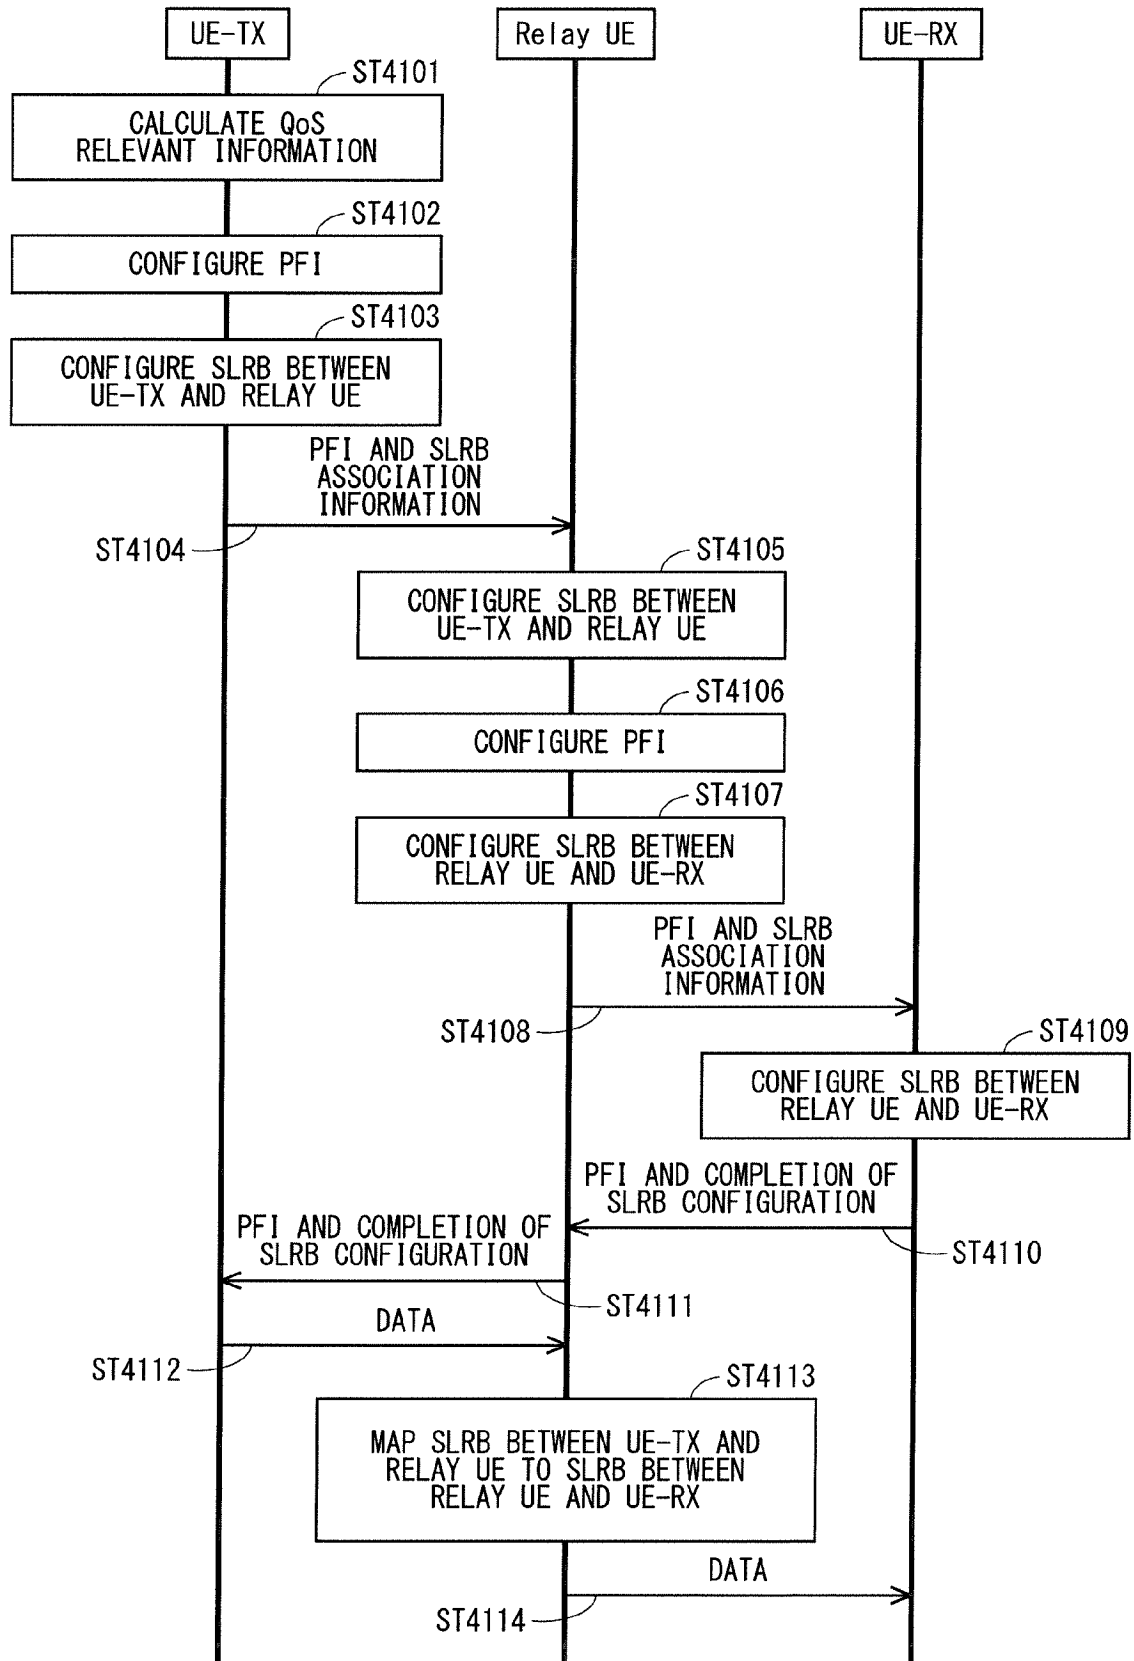 UE-TX
Relay UE
UE-RX
ST4101
CALCULATE QoS
RELEVANT INFORMATION
ST4102
CONFIGURE PFI
ST4103
CONFIGURE SLRB BETWEEN
UE-TX AND RELAY UE
PFI AND SLRB
ASSOCIATION
INFORMATION
ST4104
ST4105
CONFIGURE SLRB BETWEEN
UE-TX AND RELAY UE
ST4106
CONFIGURE PFI
ST4107
CONFIGURE SLRB BETWEEN
RELAY UE AND UE-RX
PFI AND SLRB
ASSOCIATION
INFORMATION
ST4108
ST4109
CONFIGURE SLRB BETWEEN
RELAY UE AND UE-RX
PFI AND COMPLETION OF
SLRB CONFIGURATION
ST4110
PFI AND COMPLETION OF
SLRB CONFIGURATION
ST4111
DATA
ST4112
ST4113
MAP SLRB BETWEEN UE-TX AND
RELAY UE TO SLRB BETWEEN
RELAY UE AND UE-RX
DATA
ST4114